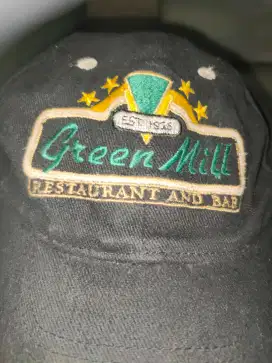 EST. 1935
Green Mill
RESTAURANT AND BAR